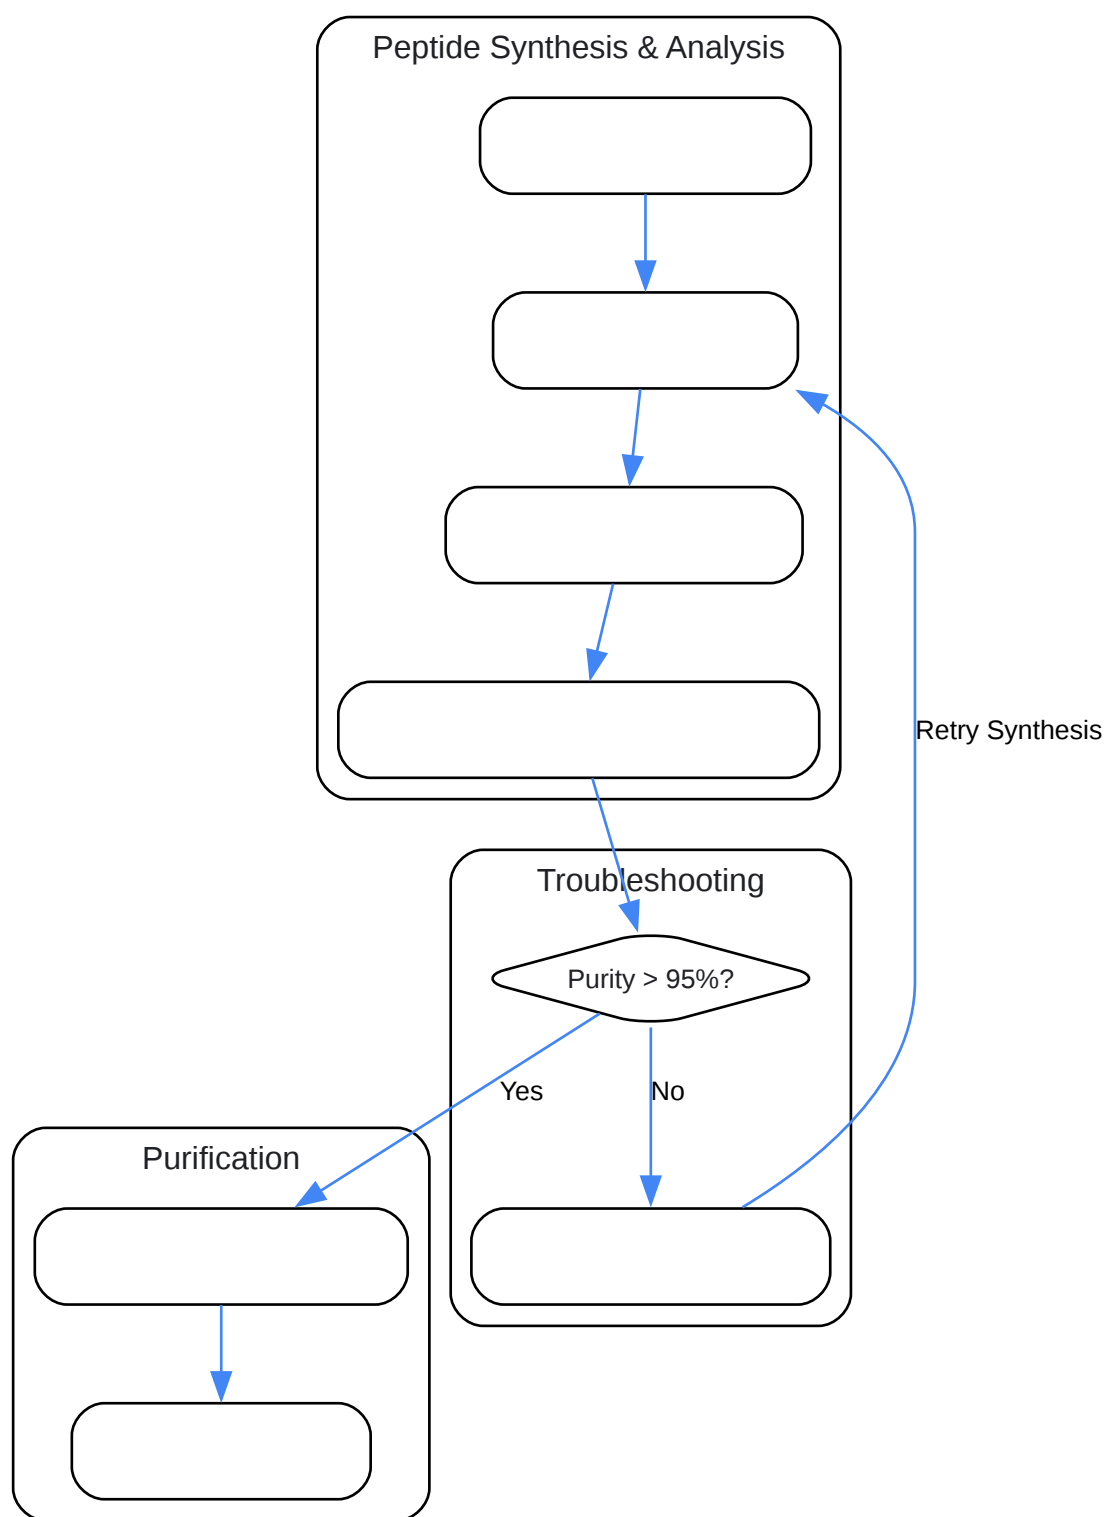 Peptide Synthesis & Analysis
Retry Synthesis
Troubleshooting
Purity > 95%?
Yes
No
Purification